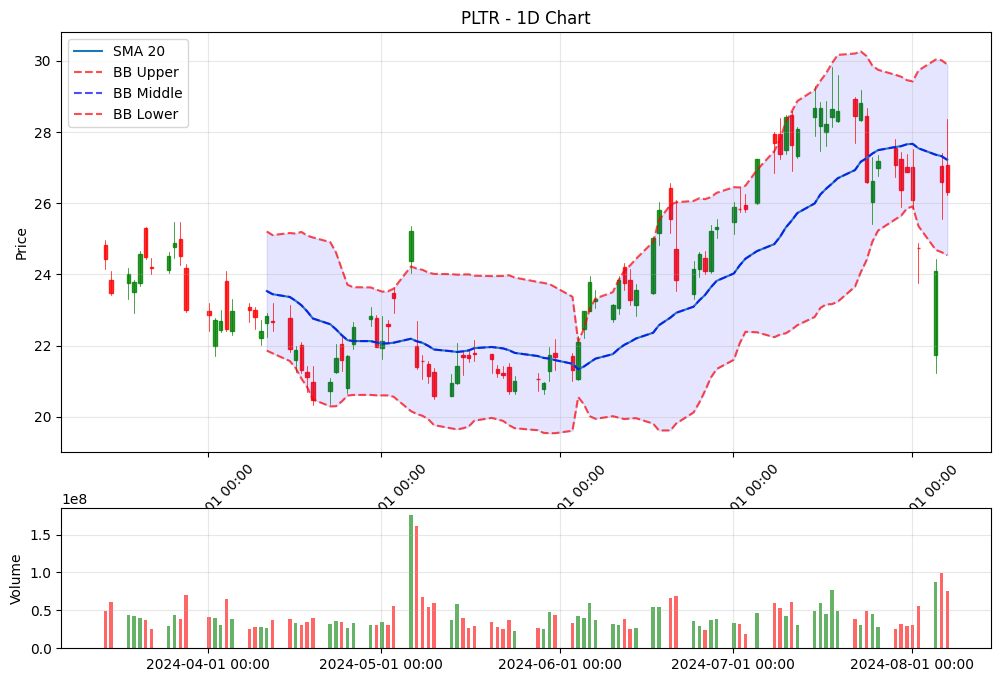 PLTR - 1D Chart
SMA 20
BB Upper
BB Middle
BB Lower
Price
30
28
26
24
22
20
01 00:00
01 00:00
01 00:00
01 00:00
01 00:00
1e8
Volume
1.5
1.0
0.5
0.0
2024-04-01 00:00
2024-05-01 00:00
2024-06-01 00:00
2024-07-01 00:00
2024-08-01 00:00